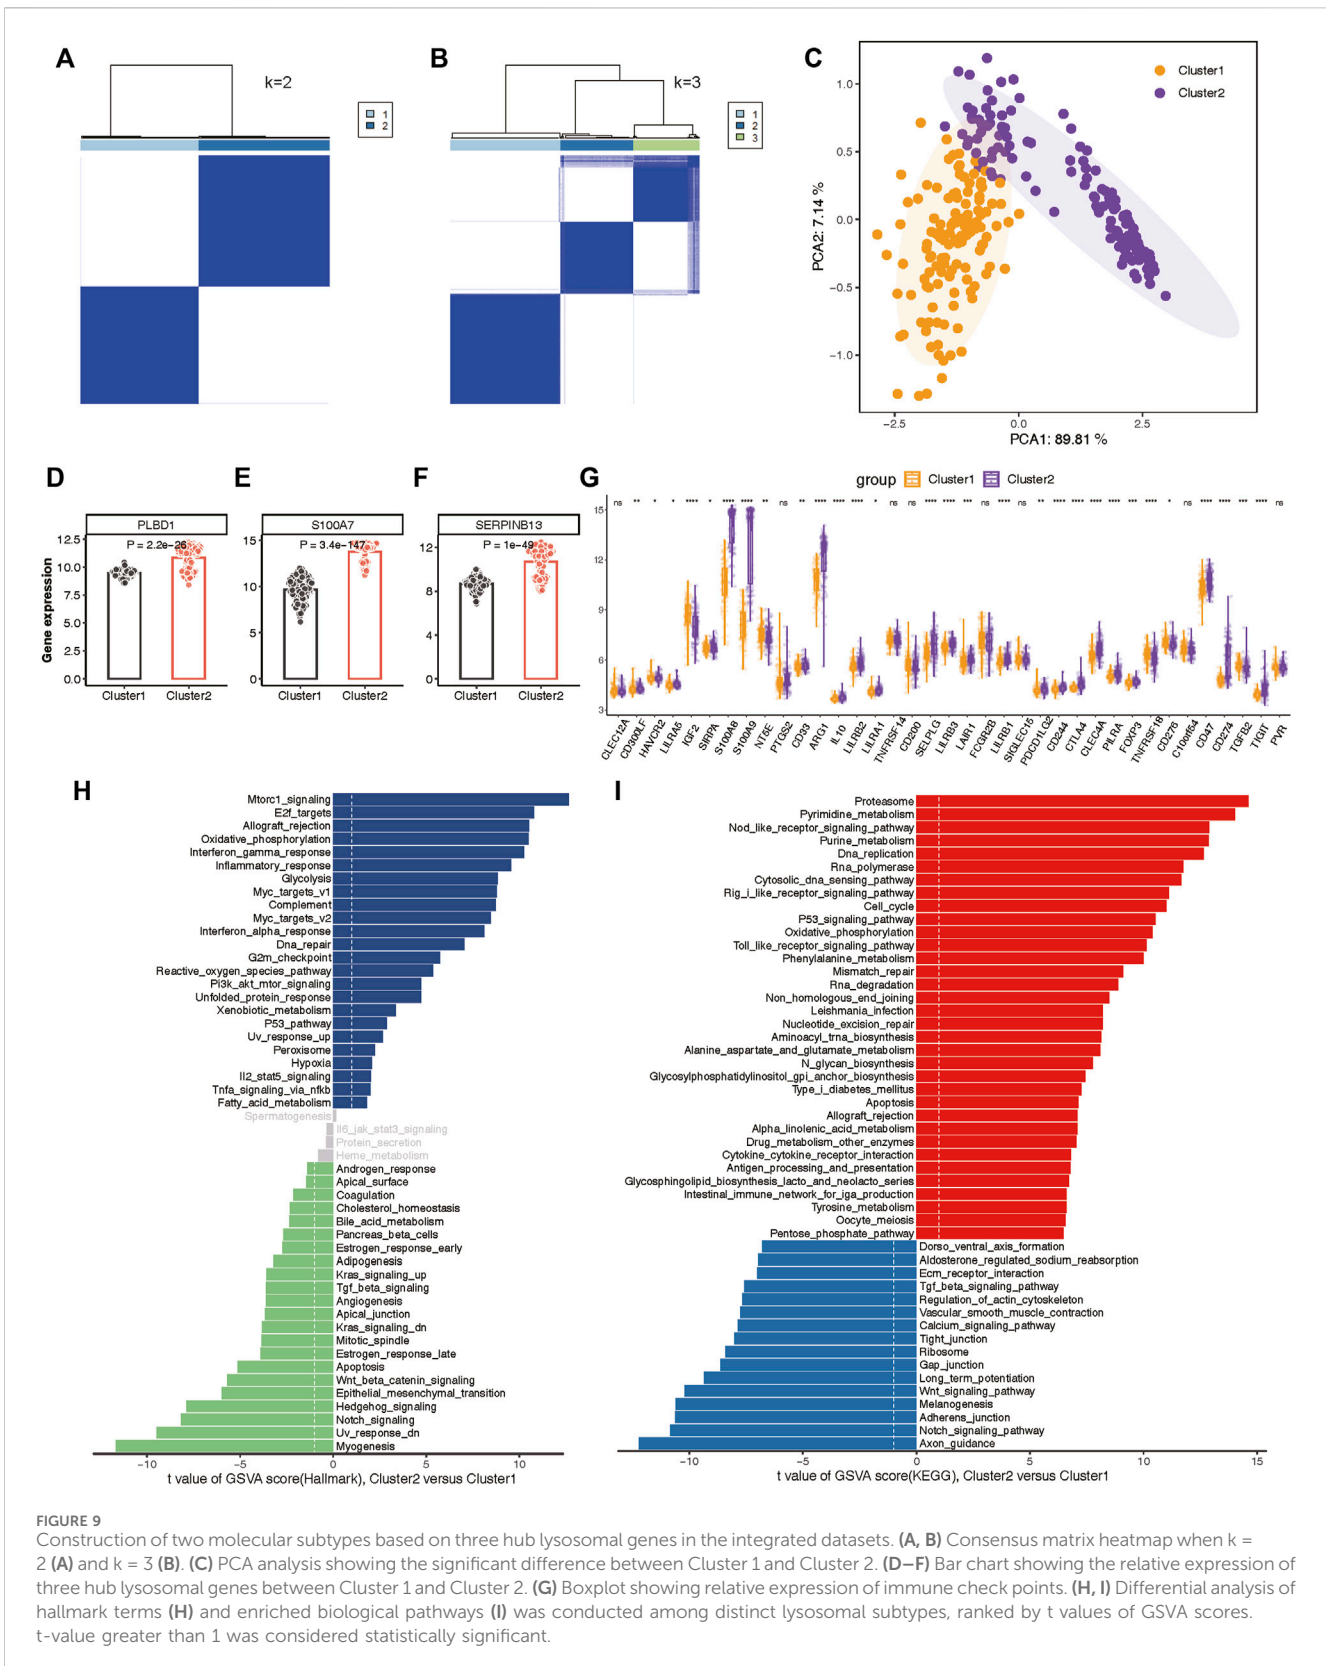 A
k=2
1
2
B
k=3
1
2
3
C
Cluster1
Cluster2
1.0
0.5
0.0
−0.5
−1.0
PCA2: 7.14 %
−2.5
0.0
2.5
PCA1: 89.81 %
D
PLBD1
P = 2.2e−26
Gene expression
12.5
10.0
7.5
5.0
2.5
0.0
Cluster1
Cluster2
E
S100A7
P = 3.4e−147
15
10
5
0
Cluster1
Cluster2
F
SERPINB13
P = 1e−49
12
8
4
0
Cluster1
Cluster2
G
group
Cluster1
Cluster2
15
12
9
6
3
CLEC12A
CD300LF
HAVCR2
LILRA5
IGF2
SIRPA
S100A8
S100A9
NT5E
PTGS2
CD33
ARG1
IL10
LILRB2
LILRA1
TNFRSF14
CD200
SELPLG
LILRB3
LAIR1
FCGR2B
LILRB1
SIGLEC15
PDCD1LG2
CD244
CTLA4
CLEC4A
PILRA
FOXP3
TNFRSF18
CD276
C10orf54
CD47
CD274
TGFB2
TIGIT
PVR
H
Mtorc1_signaling
E2f_targets
Allograft_rejection
Oxidative_phosphorylation
Interferon_gamma_response
Inflammatory_response
Glycolysis
Myc_targets_v1
Complement
Myc_targets_v2
Interferon_alpha_response
Dna_repair
G2m_checkpoint
Reactive_oxygen_species_pathway
Pi3k_akt_mtor_signaling
Unfolded_protein_response
Xenobiotic_metabolism
P53_pathway
Uv_response_up
Peroxisome
Hypoxia
Il2_stat5_signaling
Tnfa_signaling_via_nfkb
Fatty_acid_metabolism
Spermatogenesis
Il6_jak_stat3_signaling
Protein_secretion
Heme_metabolism
Androgen_response
Apical_surface
Coagulation
Cholesterol_homeostasis
Bile_acid_metabolism
Pancreas_beta_cells
Estrogen_response_early
Adipogenesis
Kras_signaling_up
Tgf_beta_signaling
Angiogenesis
Apical_junction
Kras_signaling_dn
Mitotic_spindle
Estrogen_response_late
Apoptosis
Wnt_beta_catenin_signaling
Epithelial_mesenchymal_transition
Hedgehog_signaling
Notch_signaling
Uv_response_dn
Myogenesis
−10
−5
0
5
10
t value of GSVA score(Hallmark), Cluster2 versus Cluster1
I
Proteasome
Pyrimidine_metabolism
Nod_like_receptor_signaling_pathway
Purine_metabolism
Dna_replication
Rna_polymerase
Cytosolic_dna_sensing_pathway
Rig_i_like_receptor_signaling_pathway
Cell_cycle
P53_signaling_pathway
Oxidative_phosphorylation
Toll_like_receptor_signaling_pathway
Phenylalanine_metabolism
Mismatch_repair
Rna_degradation
Non_homologous_end_joining
Leishmania_infection
Nucleotide_excision_repair
Aminoacyl_trna_biosynthesis
Alanine_aspartate_and_glutamate_metabolism
N_glycan_biosynthesis
Glycosylphosphatidylinositol_gpi_anchor_biosynthesis
Type_i_diabetes_mellitus
Apoptosis
Allograft_rejection
Alpha_linolenic_acid_metabolism
Drug_metabolism_other_enzymes
Cytokine_cytokine_receptor_interaction
Antigen_processing_and_presentation
Glycosphingolipid_biosynthesis_lacto_and_neolacto_series
Intestinal_immune_network_for_iga_production
Tyrosine_metabolism
Oocyte_meiosis
Pentose_phosphate_pathway
Dorso_ventral_axis_formation
Aldosterone_regulated_sodium_reabsorption
Ecm_receptor_interaction
Tgf_beta_signaling_pathway
Regulation_of_actin_cytoskeleton
Vascular_smooth_muscle_contraction
Calcium_signaling_pathway
Tight_junction
Ribosome
Gap_junction
Long_term_potentiation
Wnt_signaling_pathway
Melanogenesis
Adherens_junction
Notch_signaling_pathway
Axon_guidance
−10
−5
0
5
10
15
t value of GSVA score(KEGG), Cluster2 versus Cluster1
FIGURE 9
Construction of two molecular subtypes based on three hub lysosomal genes in the integrated datasets. (A, B) Consensus matrix heatmap when k =
2 (A) and k = 3 (B). (C) PCA analysis showing the significant difference between Cluster 1 and Cluster 2. (D–F) Bar chart showing the relative expression of
three hub lysosomal genes between Cluster 1 and Cluster 2. (G) Boxplot showing relative expression of immune check points. (H, I) Differential analysis of
hallmark terms (H) and enriched biological pathways (I) was conducted among distinct lysosomal subtypes, ranked by t values of GSVA scores.
t-value greater than 1 was considered statistically significant.